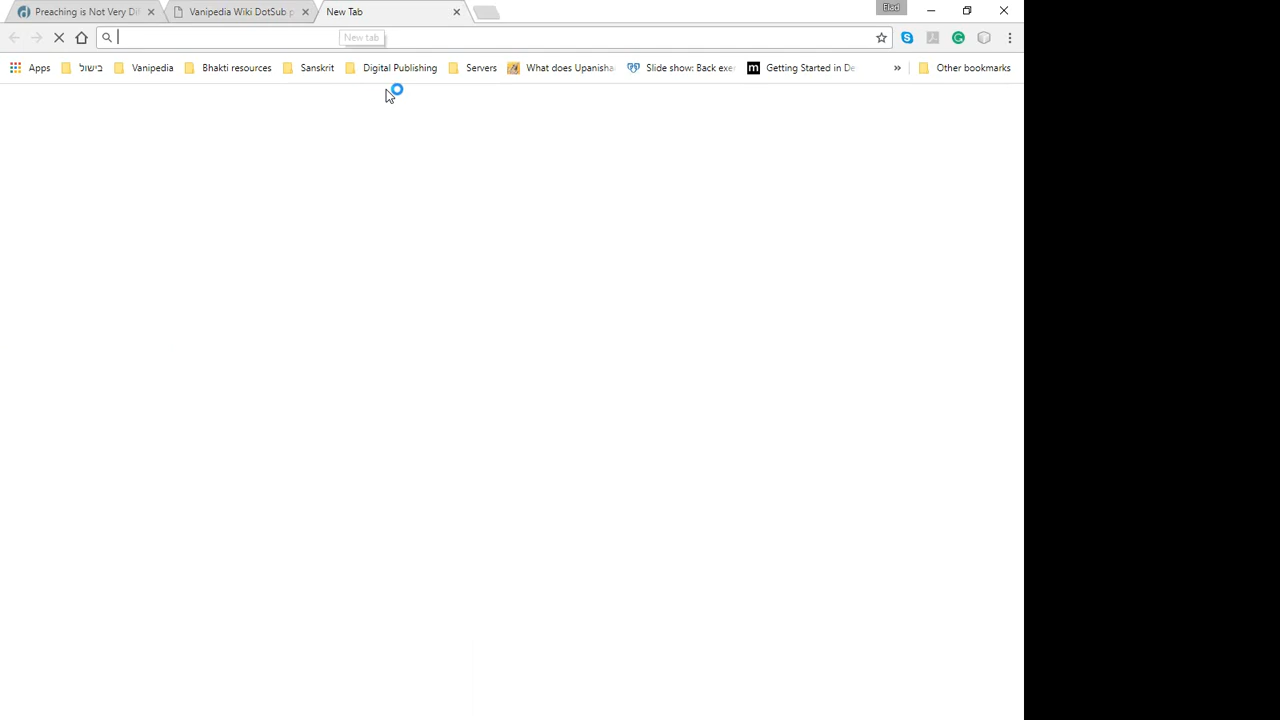 Preaching is Not Very Di
Vanipedia Wiki DotSub p
New Tab
Elad
New tab
Apps
בישול
Vanipedia
Bhakti resources
Sanskrit
Digital Publishing
Servers
What does Upanisha
Slide show: Back exe
Getting Started in De
»
Other bookmarks